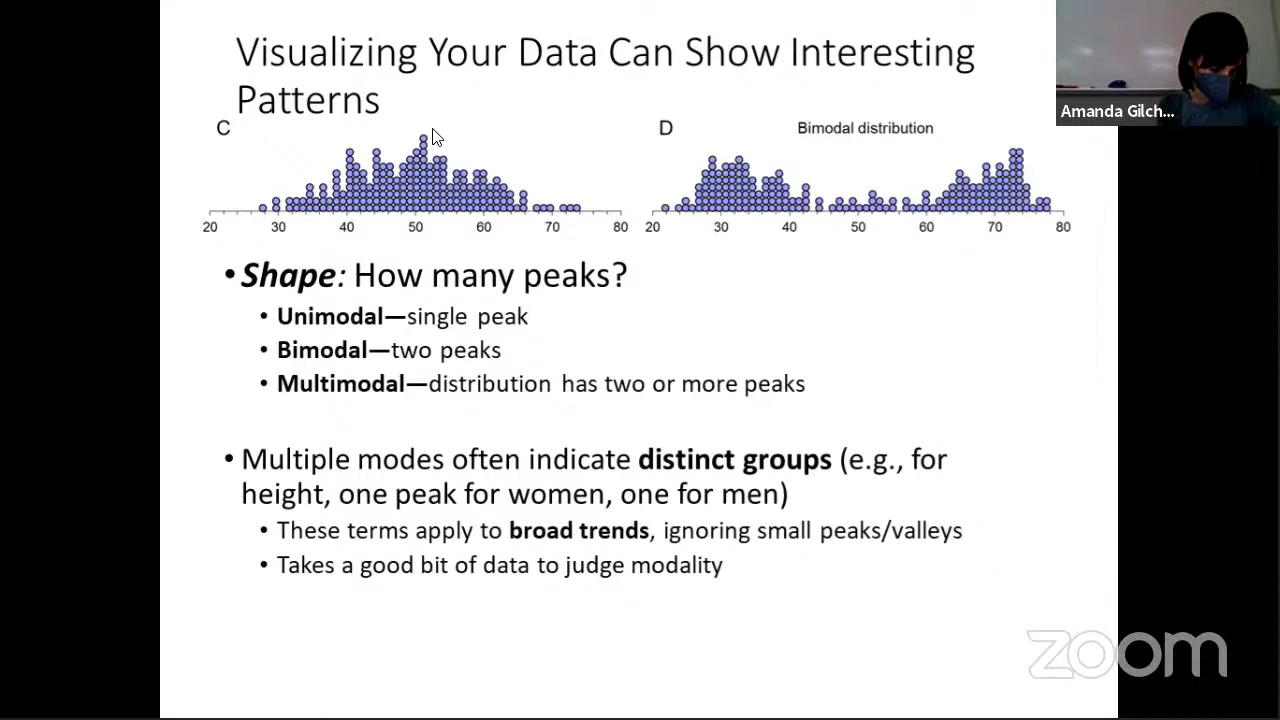 Visualizing Your Data Can Show Interesting
Patterns
C
20 30 40 50 60 70 80
D
Bimodal distribution
20 30 40 50 60 70 80
•Shape: How many peaks?
• Unimodal—single peak
• Bimodal—two peaks
• Multimodal—distribution has two or more peaks
• Multiple modes often indicate distinct groups (e.g., for
height, one peak for women, one for men)
• These terms apply to broad trends, ignoring small peaks/valleys
• Takes a good bit of data to judge modality
Amanda Gilch...
zoom